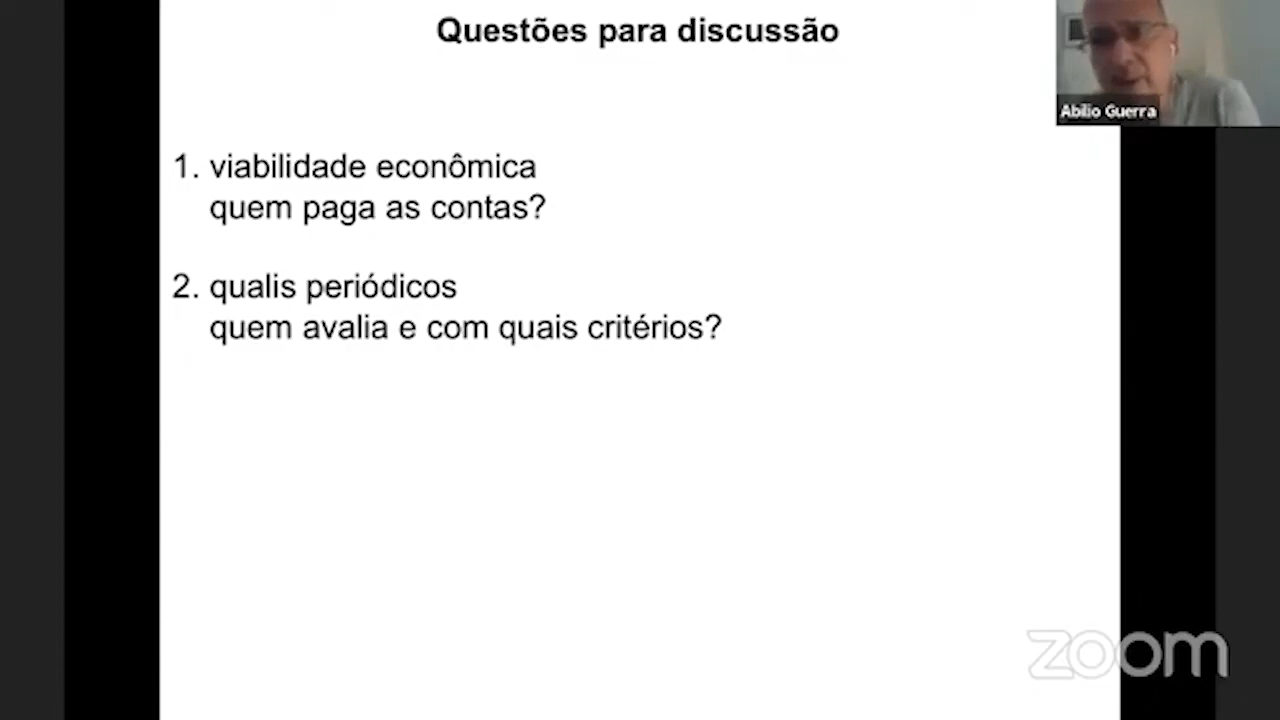 Questões para discussão
Abilio Guerra
1. viabilidade econômica
quem paga as contas?
2. qualis periódicos
quem avalia e com quais critérios?
zoom